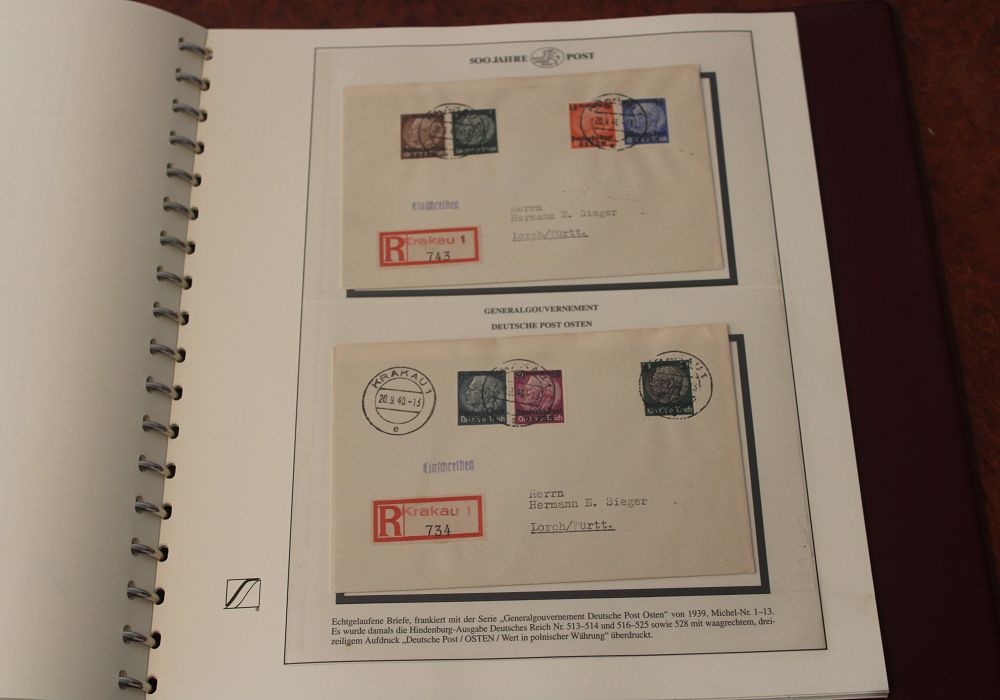 500 JAHRE POST
20.9.40.-13
Einschreiben
Herrn
Hermann E. Sieger
Lorch/Württ.
R Krakau 1
743
GENERALGOUVERNEMENT
DEUTSCHE POST OSTEN
KRAKAU 1
20.9.40.-13
e
Einschreiben
Herrn
Hermann E. Sieger
Lorch/Württ.
R Krakau 1
734
Echtgelaufene Briefe, frankiert mit der Serie „Generalgouvernement Deutsche Post Osten“ von 1939, Michel-Nr. 1–13.
Es wurde damals die Hindenburg-Ausgabe Deutsches Reich Nr. 513–514 und 516–525 sowie 528 mit waagrechtem, drei-
zeiligem Aufdruck „Deutsche Post / OSTEN / Wert in polnischer Währung“ überdruckt.